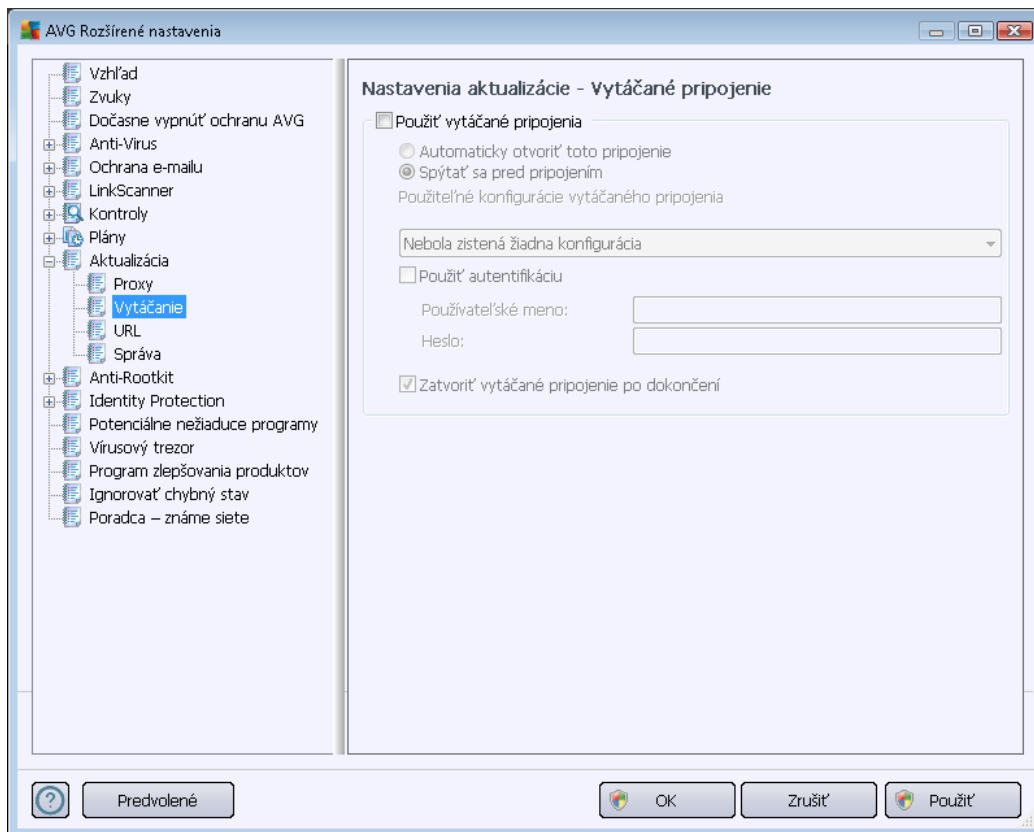 AVG Rozšírené nastavenia
Vzhľad
Zvuky
Dočasne vypnúť ochranu AVG
Anti-Virus
Ochrana e-mailu
LinkScanner
Kontroly
Plány
Aktualizácia
Proxy
Vytáčanie
URL
Správa
Anti-Rootkit
Identity Protection
Potenciálne nežiaduce programy
Vírusový trezor
Program zlepšovania produktov
Ignorovať chybný stav
Poradca – známe siete
Nastavenia aktualizácie - Vytáčané pripojenie
Použiť vytáčané pripojenia
Automaticky otvoriť toto pripojenie
Spýtať sa pred pripojením
Použiteľné konfigurácie vytáčaného pripojenia
Nebola zistená žiadna konfigurácia
Použiť autentifikáciu
Používateľské meno:
Heslo:
Zatvoriť vytáčané pripojenie po dokončení
Predvolené
OK
Zrušiť
Použiť